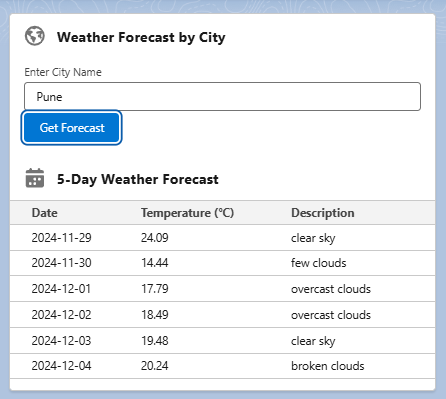 Weather Forecast by City
Enter City Name
Pune
Get Forecast
5-Day Weather Forecast
Date Temperature (°C) Description
2024-11-29 24.09 clear sky
2024-11-30 14.44 few clouds
2024-12-01 17.79 overcast clouds
2024-12-02 18.49 overcast clouds
2024-12-03 19.48 clear sky
2024-12-04 20.24 broken clouds